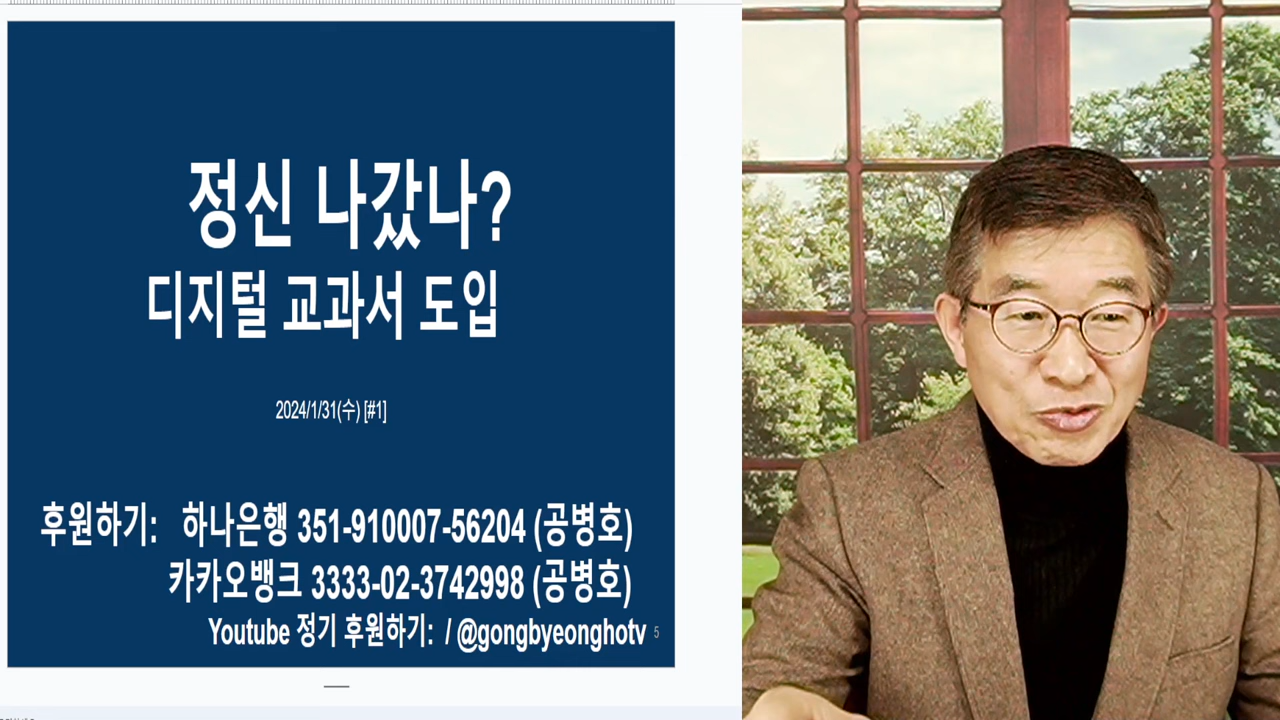 정신 나갔나?
디지털 교과서 도입
2024/1/31(수) [#1]
후원하기: 하나은행 351-910007-56204 (공병호)
카카오뱅크 3333-02-3742998 (공병호)
Youtube 정기 후원하기: / @gongbyeonghotv 5